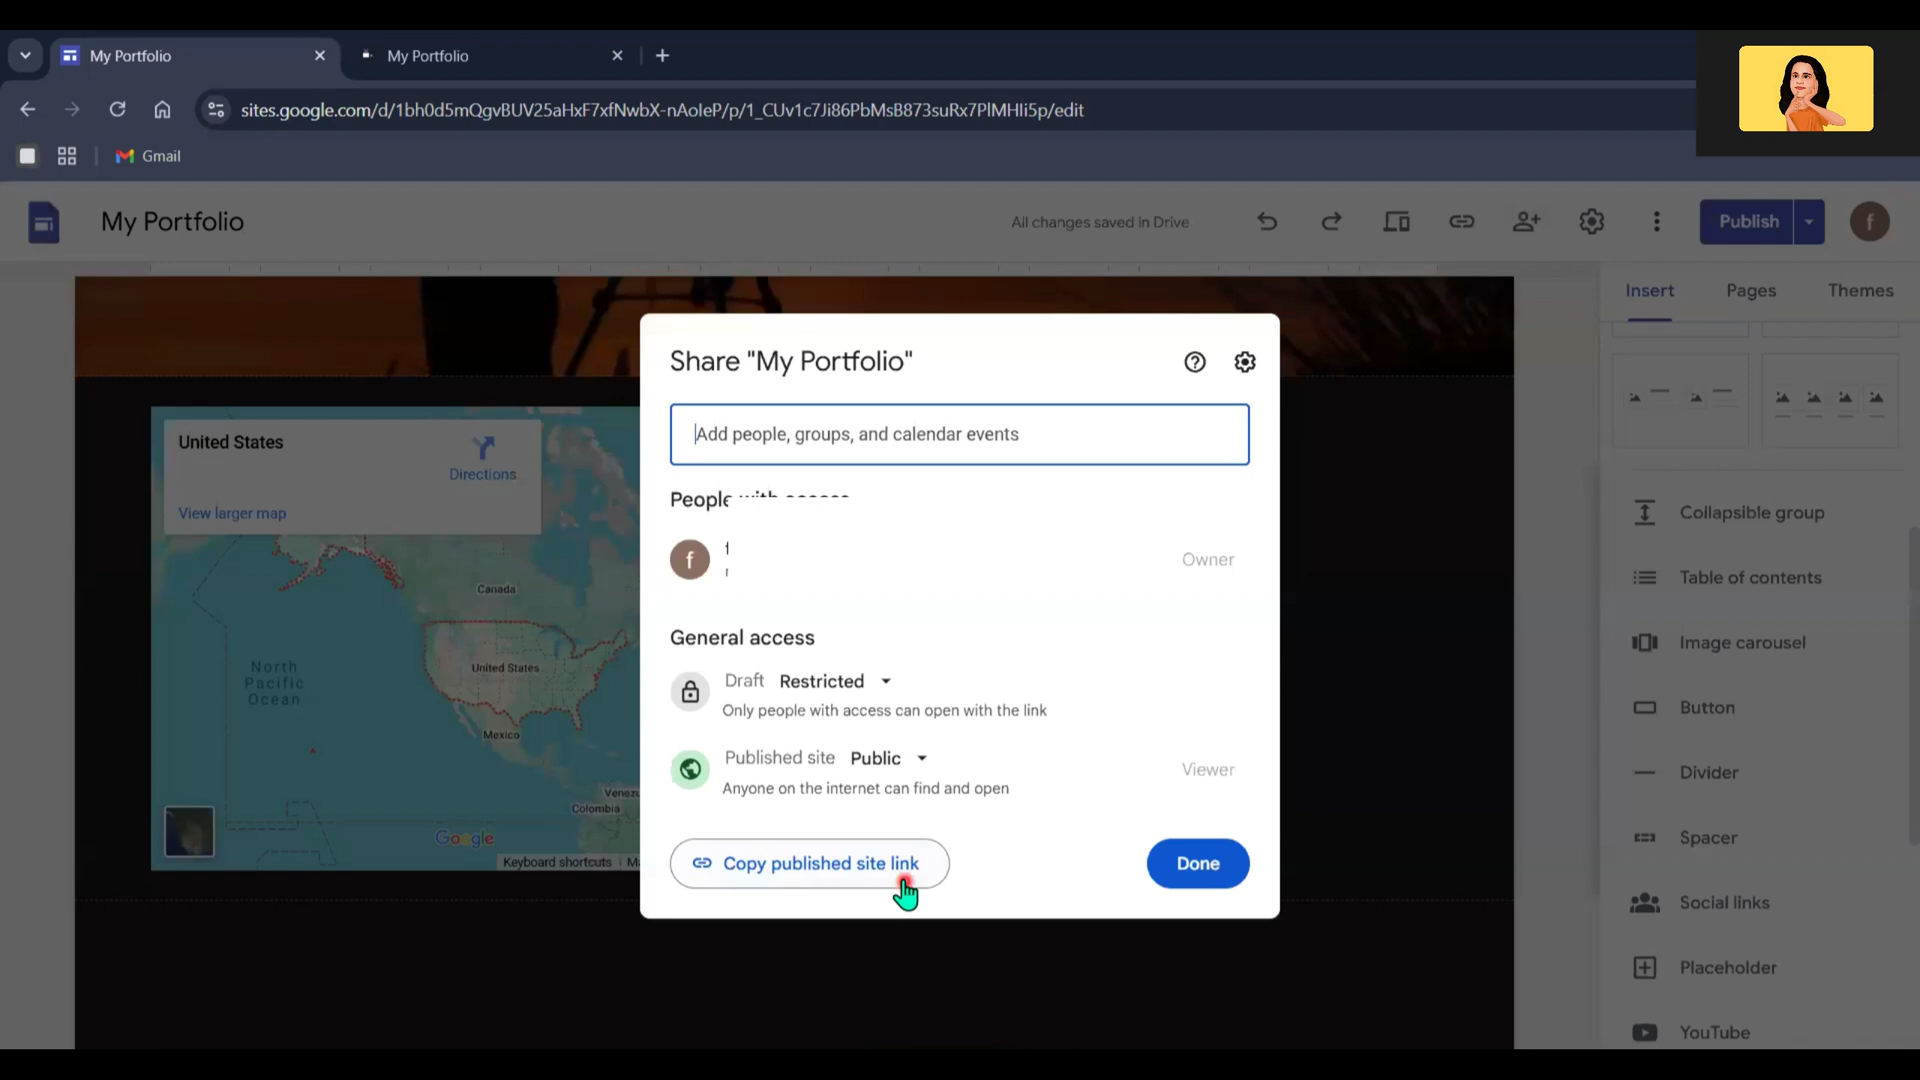 My Portfolio
My Portfolio
sites.google.com/d/1bh0d5mQgvBUV25aHxF7xfNwbX-nAoleP/p/1_CUv1c7Ji86PbMsB873suRx7PlMHIi5p/edit
Gmail
My Portfolio
All changes saved in Drive
Publish
f
Insert
Pages
Themes
Share "My Portfolio"
Add people, groups, and calendar events
People with access
f
Owner
General access
Draft Restricted
Only people with access can open with the link
Published site Public
Anyone on the internet can find and open
Viewer
Copy published site link
Done
United States
Directions
View larger map
Canada
United States
North
Pacific
Ocean
Mexico
Colombia
Google
Keyboard shortcuts
Collapsible group
Table of contents
Image carousel
Button
Divider
Spacer
Social links
Placeholder
YouTube